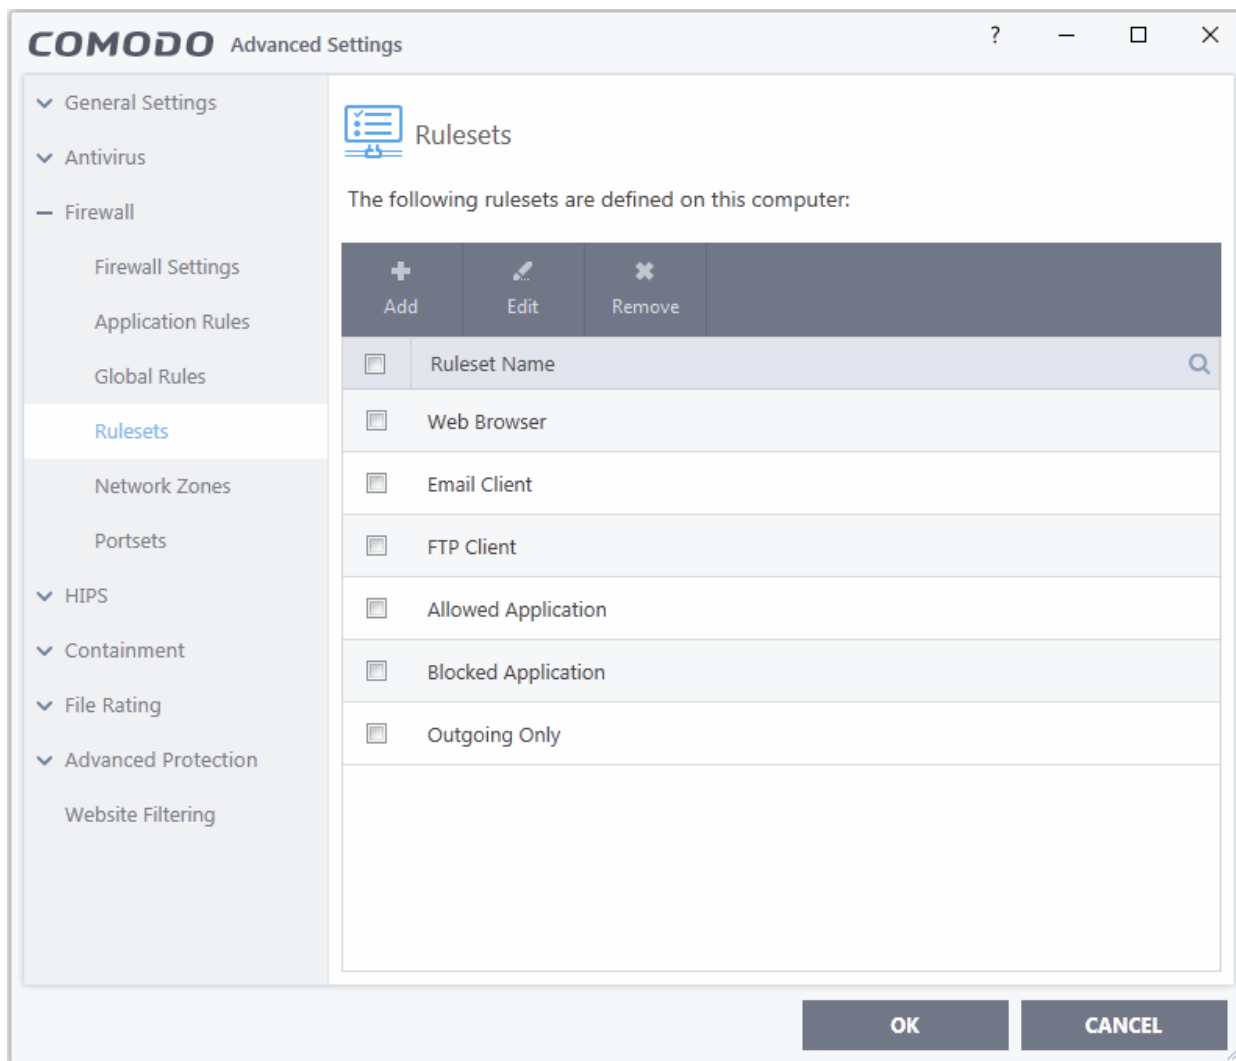 COMODO Advanced Settings ?
General Settings
Antivirus
Firewall
Firewall Settings
Application Rules
Global Rules
Rulesets
Network Zones
Portsets
HIPS
Containment
File Rating
Advanced Protection
Website Filtering
Rulesets
The following rulesets are defined on this computer:
Add Edit Remove
Ruleset Name
Web Browser
Email Client
FTP Client
Allowed Application
Blocked Application
Outgoing Only
OK CANCEL